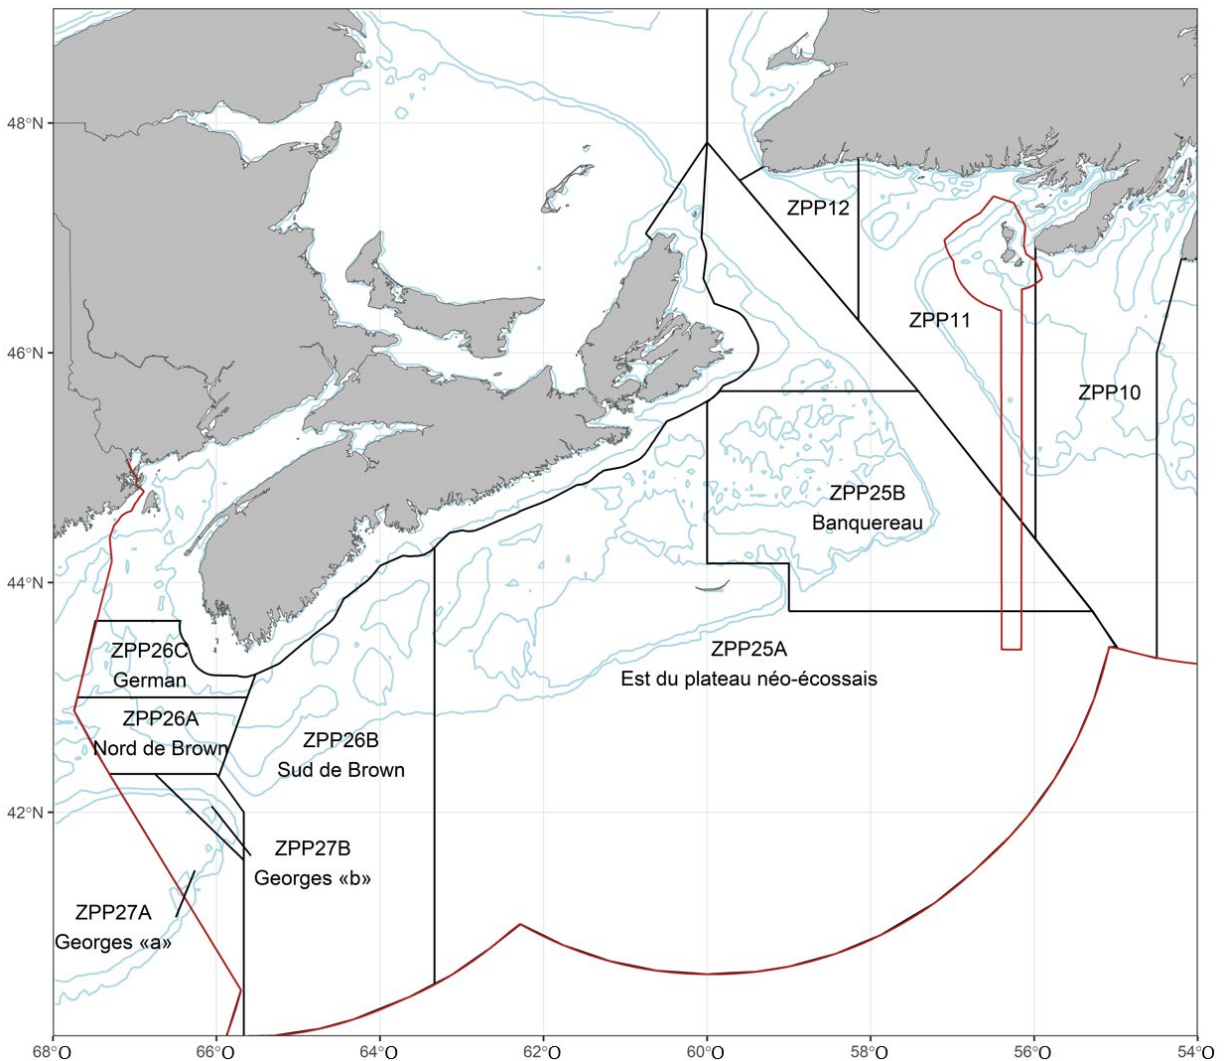 48°N
46°N
44°N
42°N
ZPP12
ZPP11
ZPP10
ZPP25B
Banquereau
ZPP25A
Est du plateau néo-écossais
ZPP26C
German
ZPP26A
Nord de Brown
ZPP26B
Sud de Brown
ZPP27B
Georges «b»
ZPP27A
Georges «a»
68°O
66°O
62°O
64°O
60°O
58°O
56°O
54°O